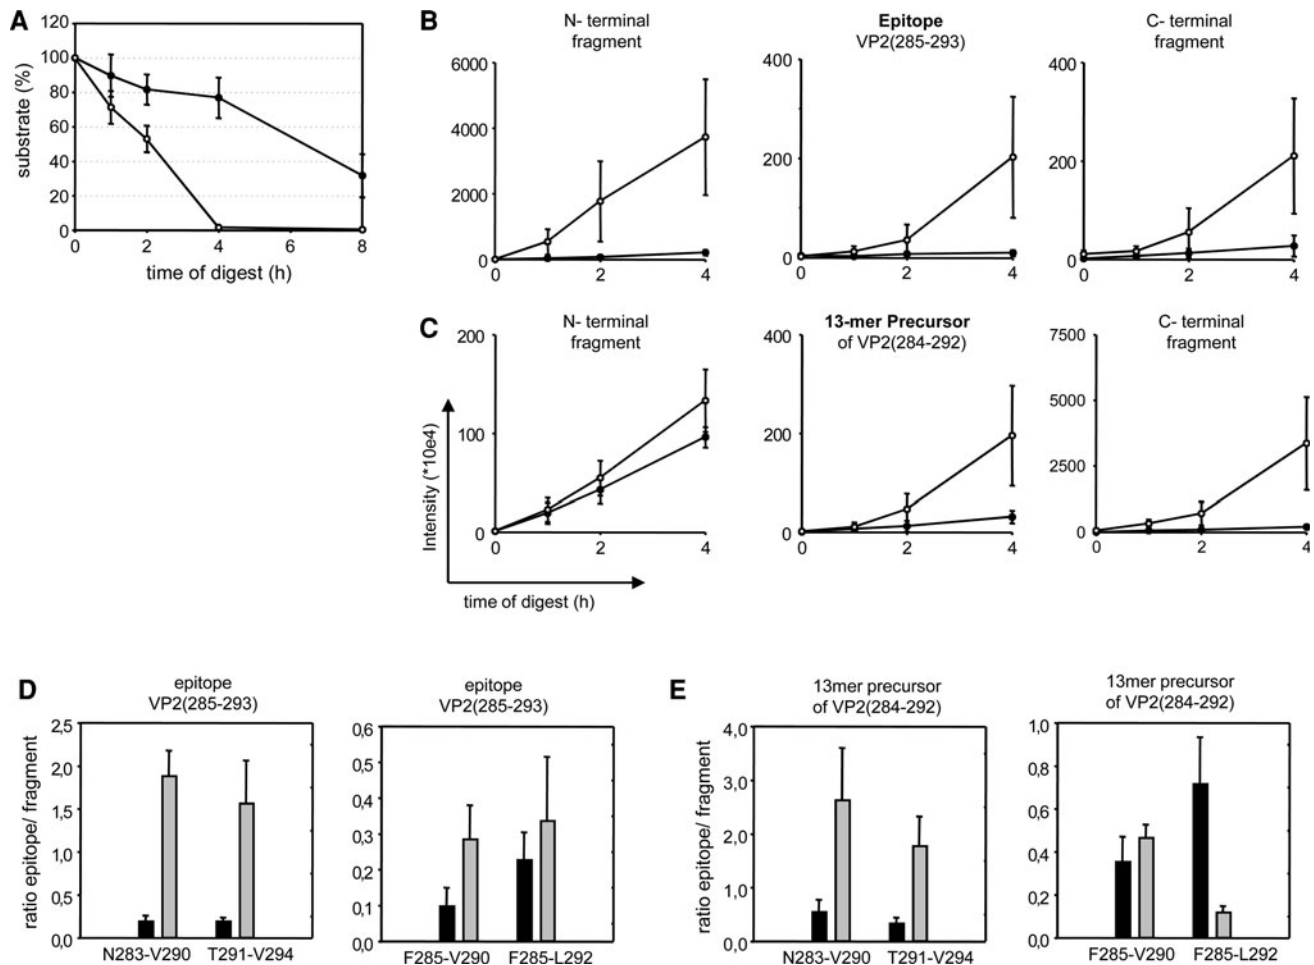 A
120
100
80
60
40
20
0
substrate (%)
0 2 4 6 8
time of digest (h)
B
N- terminal
fragment
6000
4000
2000
0
0 2 4
Epitope
VP2(285-293)
400
200
0
0 2 4
C- terminal
fragment
400
200
0
0 2 4
C
N- terminal
fragment
200
100
0
0 2 4
Intensity (*10e4)
time of digest (h)
13-mer Precursor
of VP2(284-292)
400
200
0
0 2 4
C- terminal
fragment
7500
5000
2500
0
0 2 4
D
epitope
VP2(285-293)
2,5
2,0
1,5
1,0
0,5
0,0
ratio epitope/ fragment
N283-V290 T291-V294
epitope
VP2(285-293)
0,6
0,5
0,4
0,3
0,2
0,1
0,0
F285-V290 F285-L292
E
13mer precursor
of VP2(284-292)
4,0
3,0
2,0
1,0
0,0
ratio epitope/ fragment
N283-V290 T291-V294
13mer precursor
of VP2(284-292)
1,0
0,8
0,6
0,4
0,2
0,0
F285-V290 F285-L292